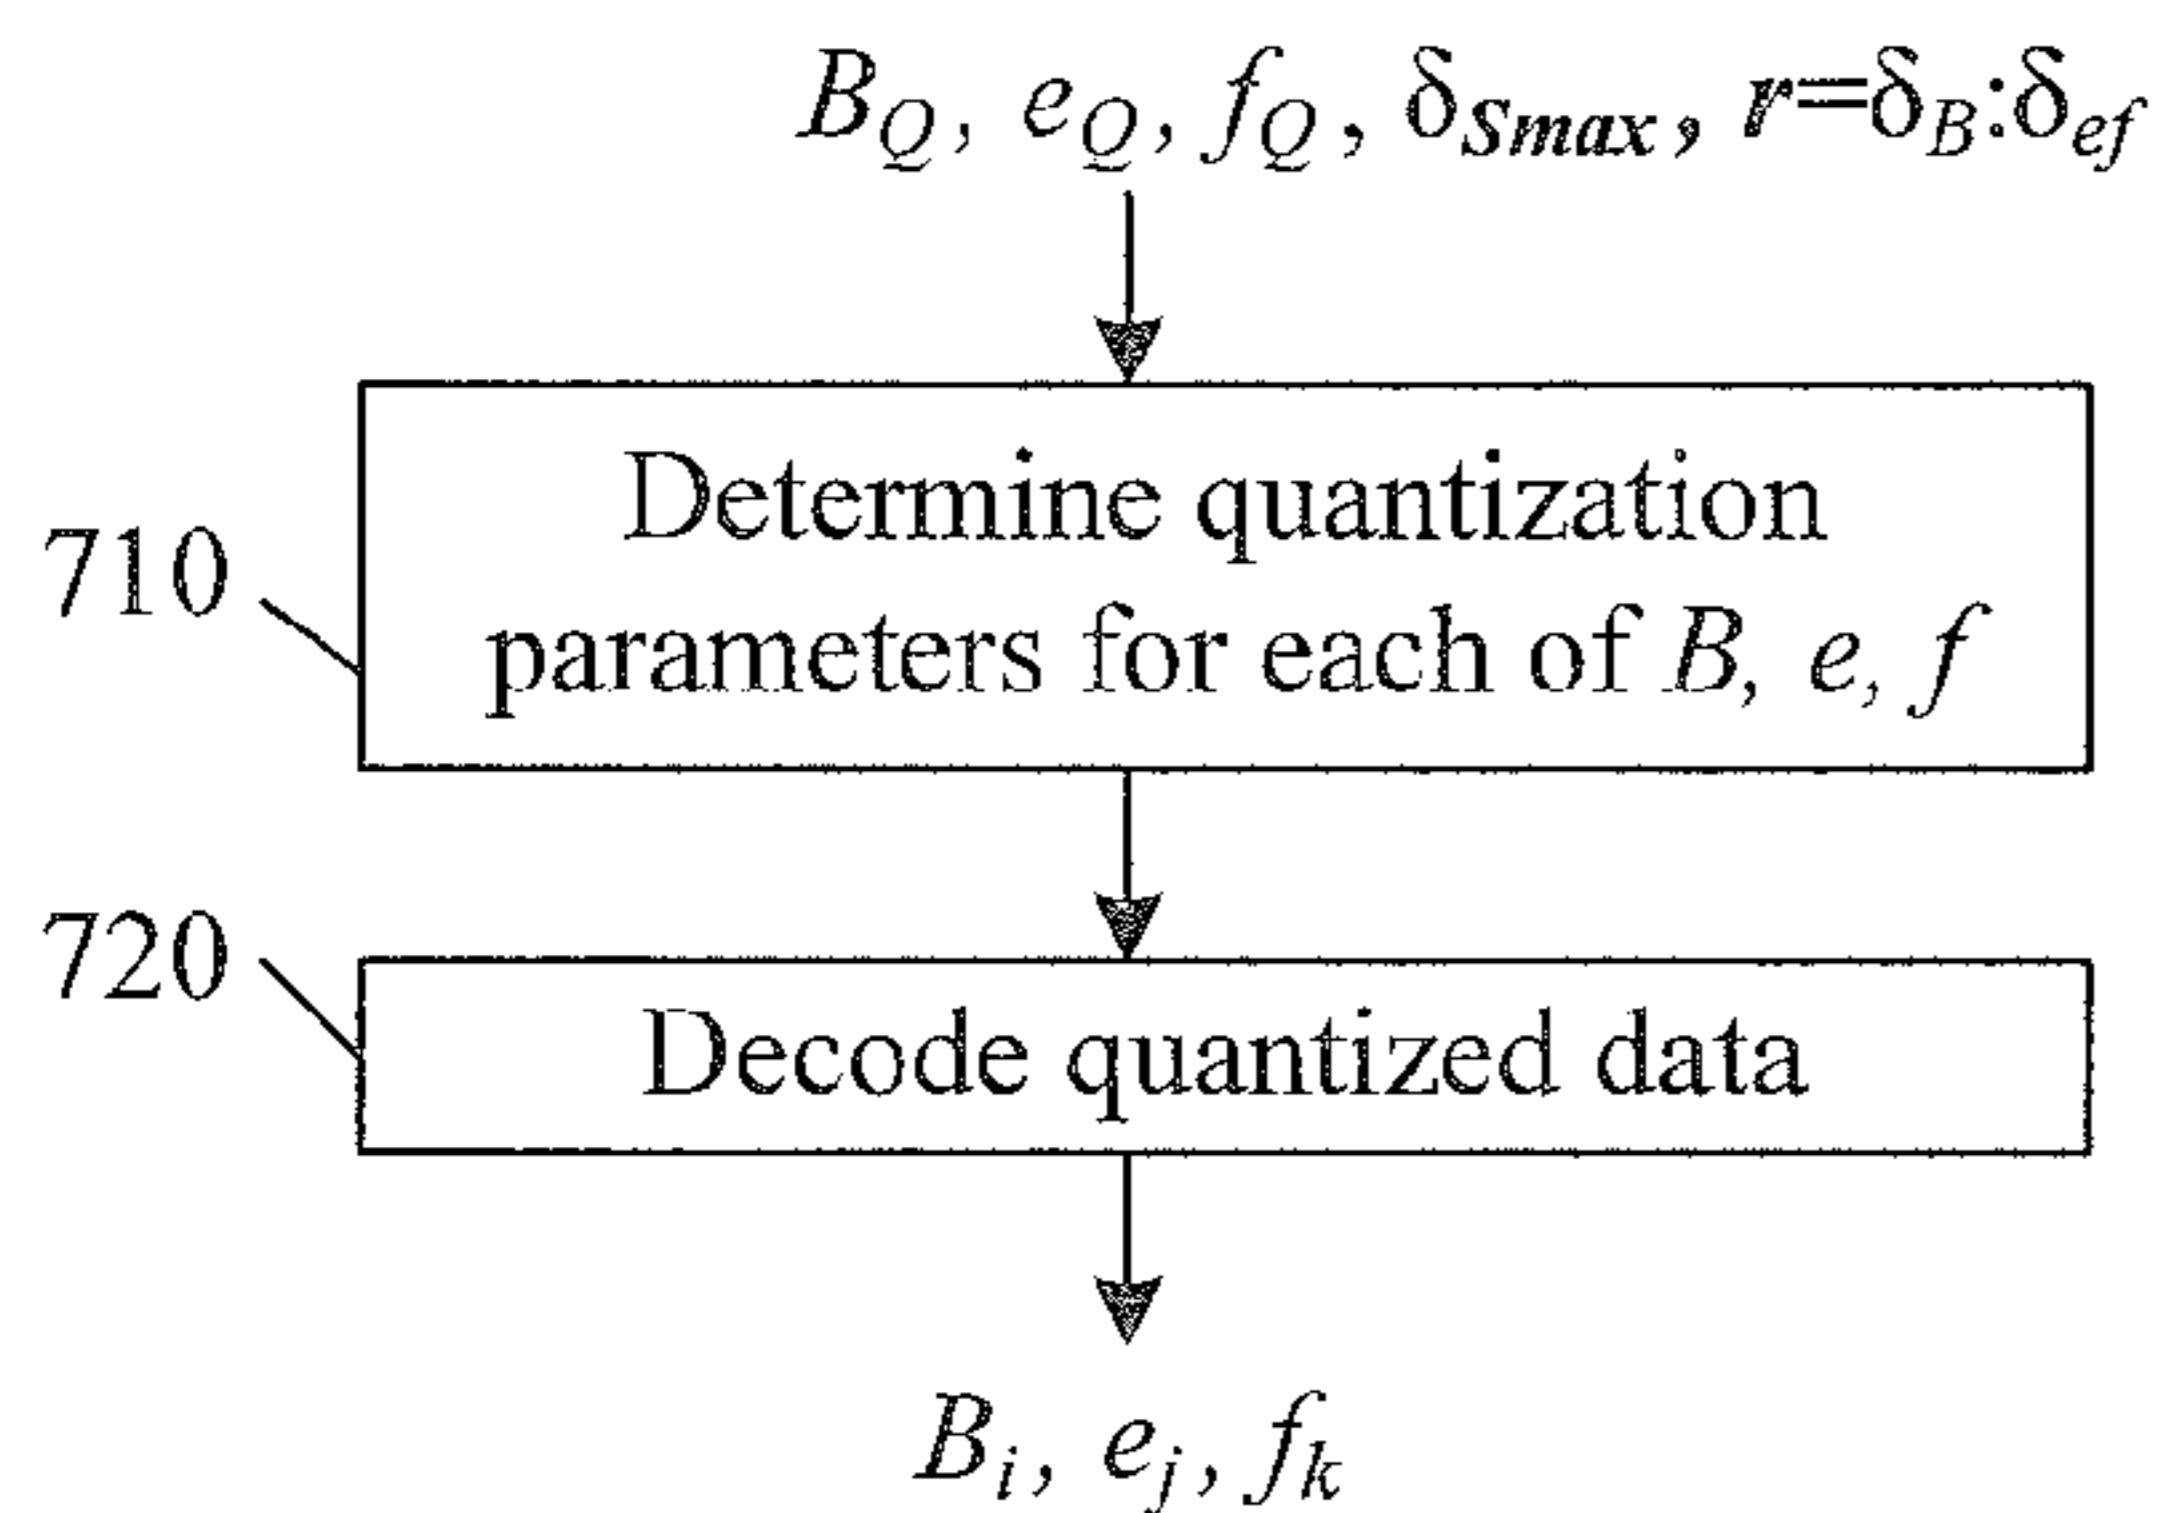 B_Q, e_Q, f_Q, δ_Smax, r=δ_B:δ_ef
710
Determine quantization
parameters for each of B, e, f
720
Decode quantized data
B_i, e_j, f_k